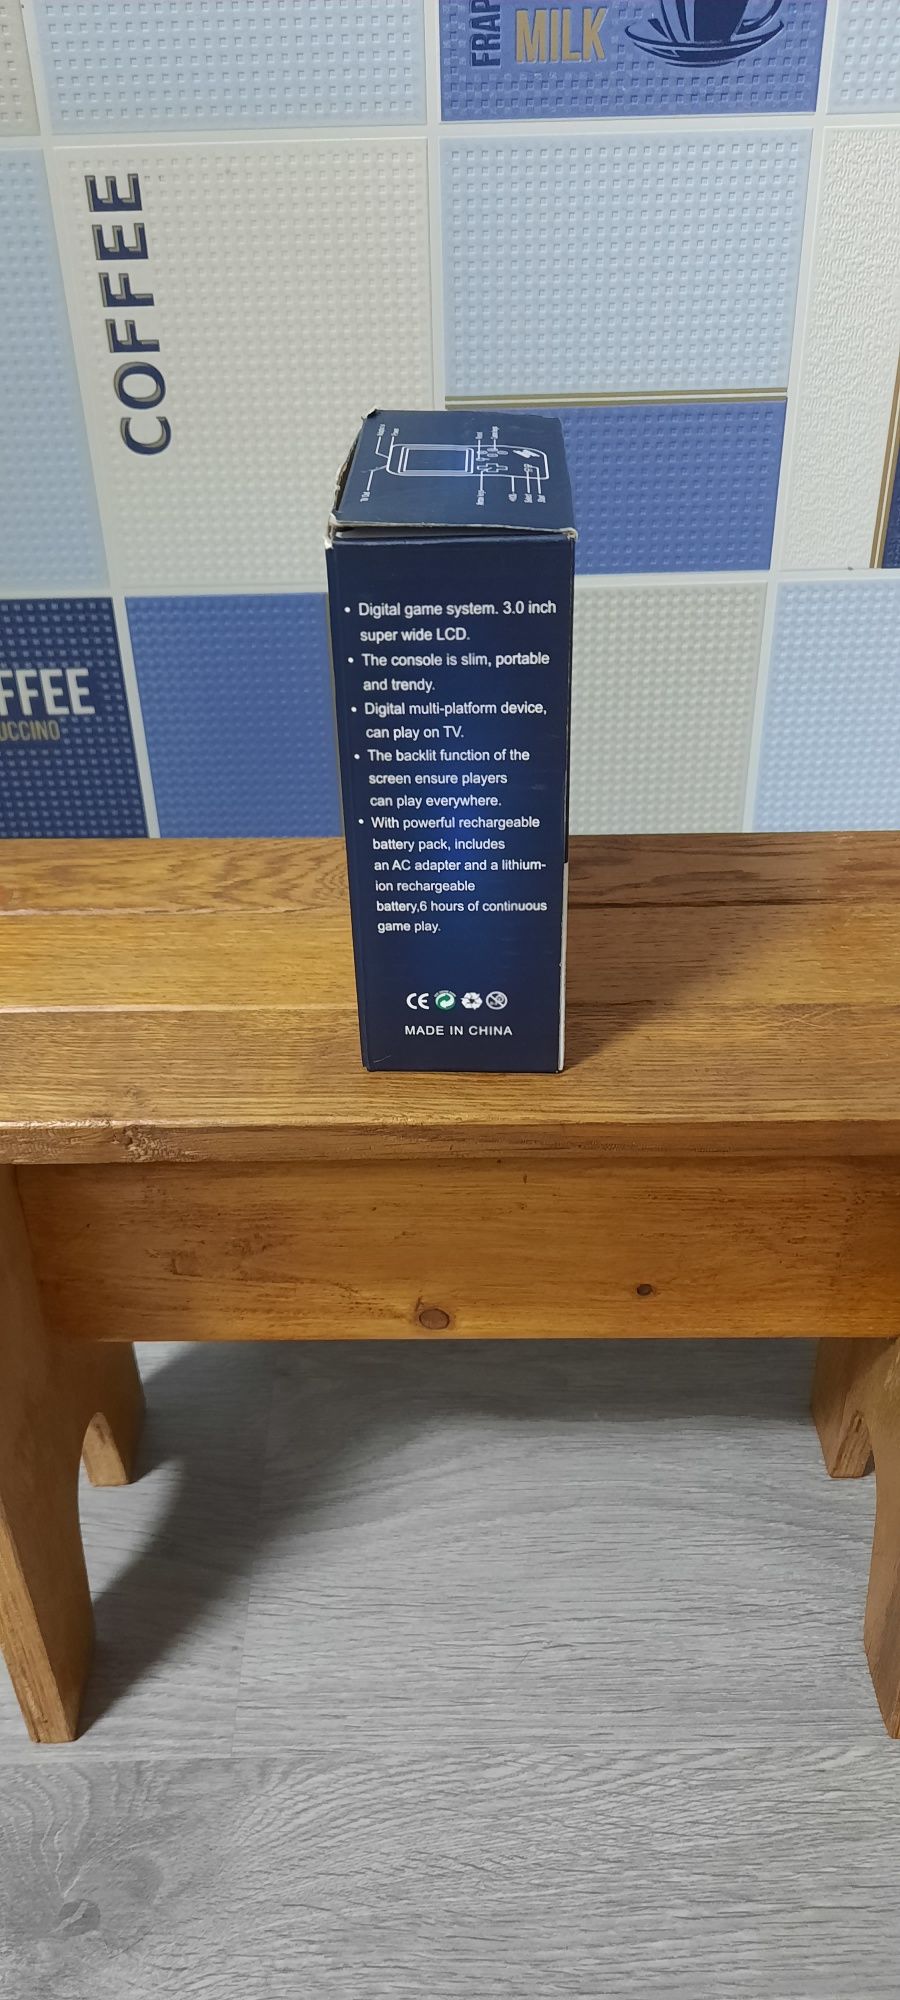 FRAP
MILK
COFFEE
FFEE
UCCINO
• Digital game system. 3.0 inch
super wide LCD.
• The console is slim, portable
and trendy.
• Digital multi-platform device,
can play on TV.
• The backlit function of the
screen ensure players
can play everywhere.
• With powerful rechargeable
battery pack, includes
an AC adapter and a lithium-
ion rechargeable
battery,6 hours of continuous
game play.
CE
MADE IN CHINA